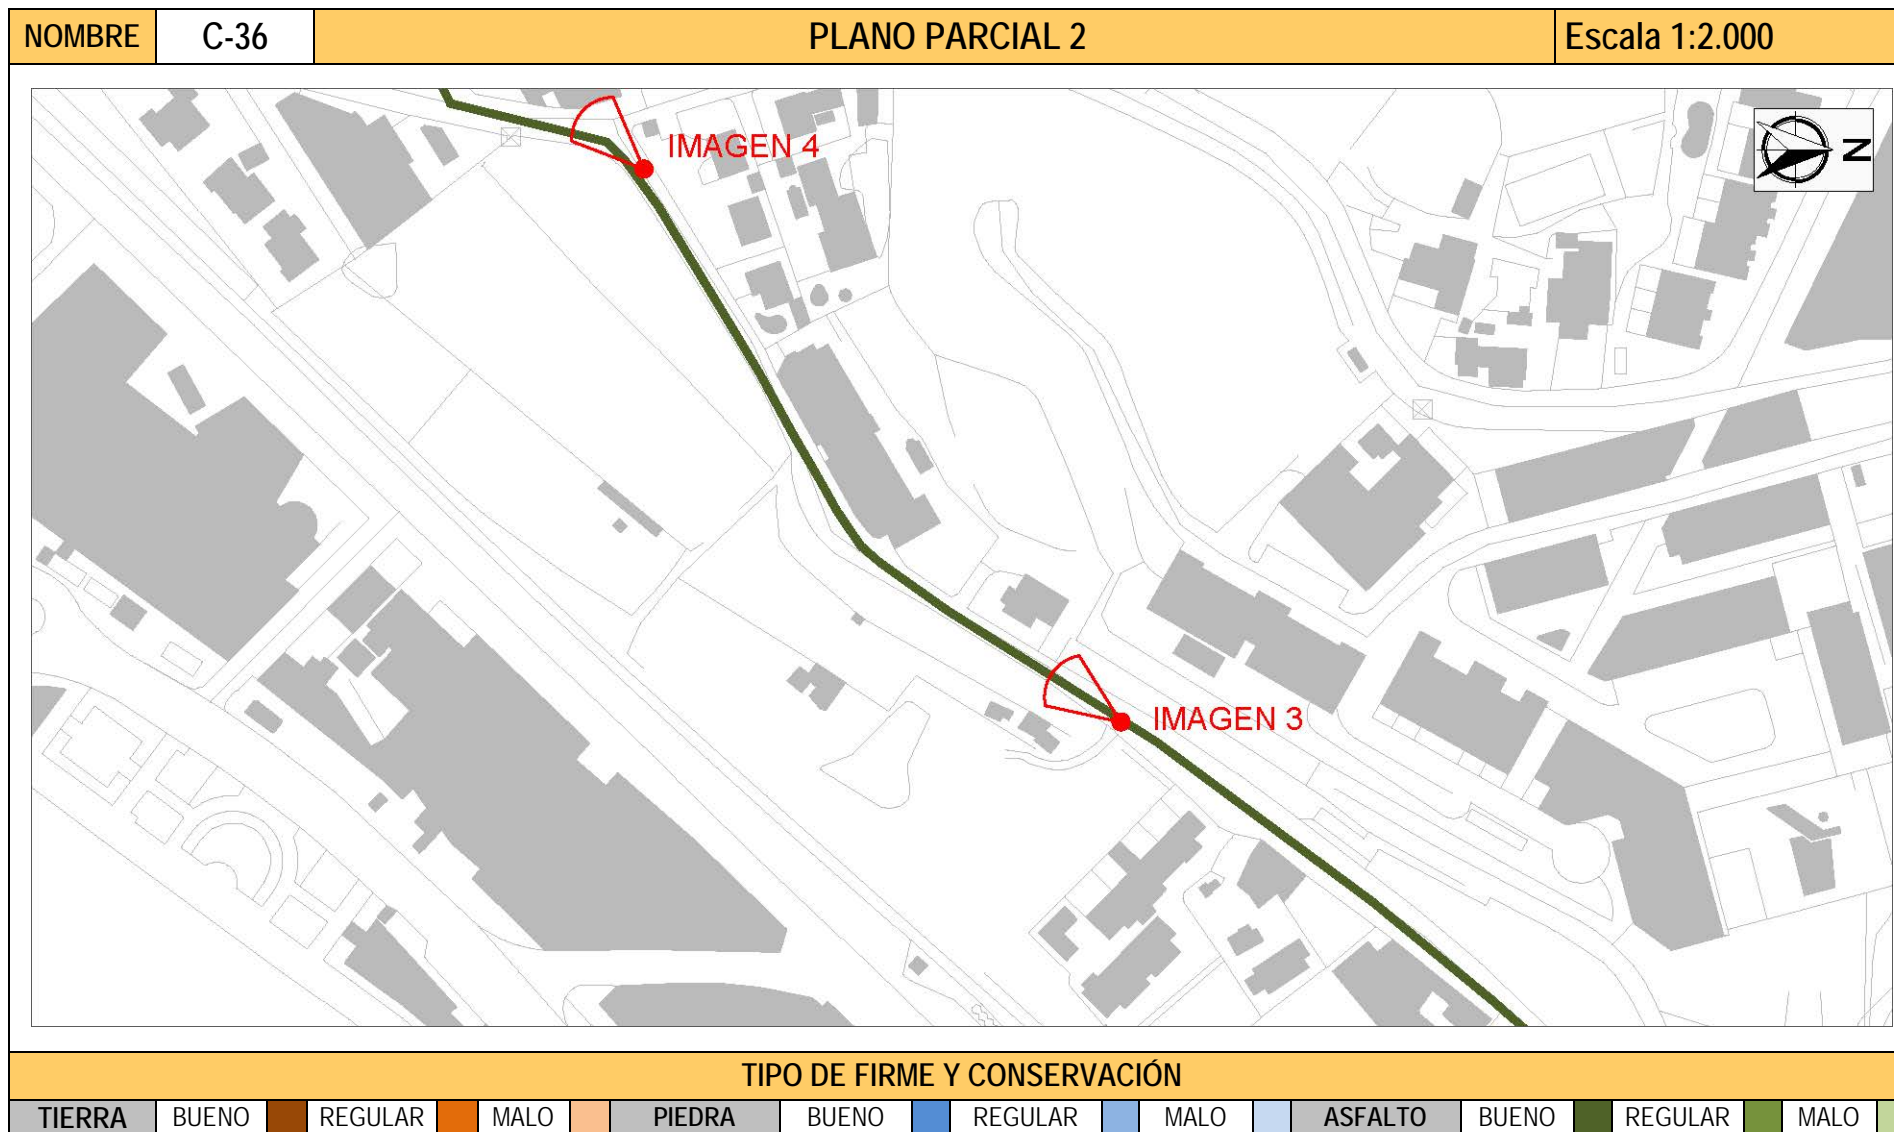 NOMBRE C-36 PLANO PARCIAL 2 Escala 1:2.000
IMAGEN 4
N
IMAGEN 3
TIPO DE FIRME Y CONSERVACIÓN
TIERRA BUENO REGULAR MALO PIEDRA BUENO REGULAR MALO ASFALTO BUENO REGULAR MALO